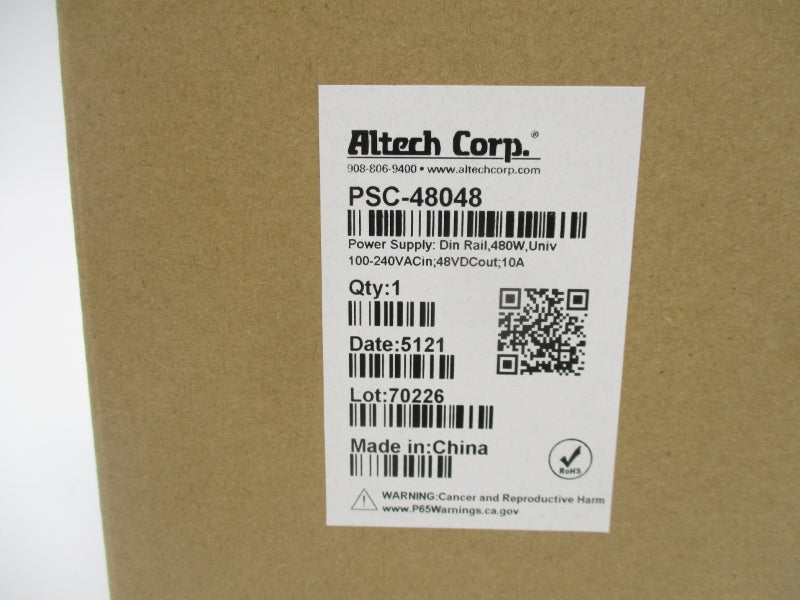 Altech Corp.®
908-806-9400 • www.altechcorp.com
PSC-48048
Power Supply: Din Rail,480W,Univ
100-240VACin;48VDCout;10A
Qty:1
Date:5121
Lot:70226
Made in:China
RoHS
WARNING:Cancer and Reproductive Harm
www.P65Warnings.ca.gov